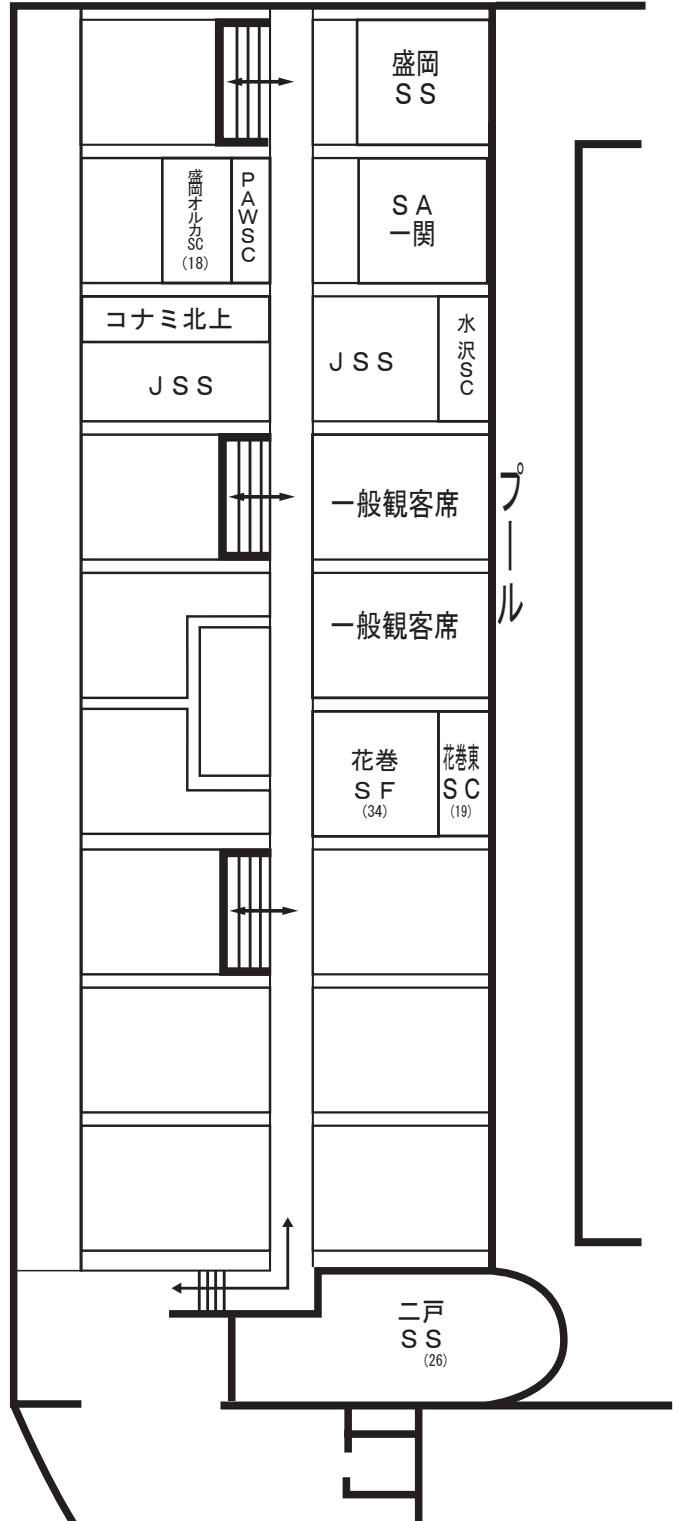 盛岡
ＳＳ
盛岡オルカSC
(18)
ＰＡＷＳＣ
ＳＡ
一関
コナミ北上
ＪＳＳ
ＪＳＳ
水沢ＳＣ
一般観客席
プール
一般観客席
花巻
ＳＦ
(34)
花巻東
ＳＣ
(19)
二戸
ＳＳ
(26)